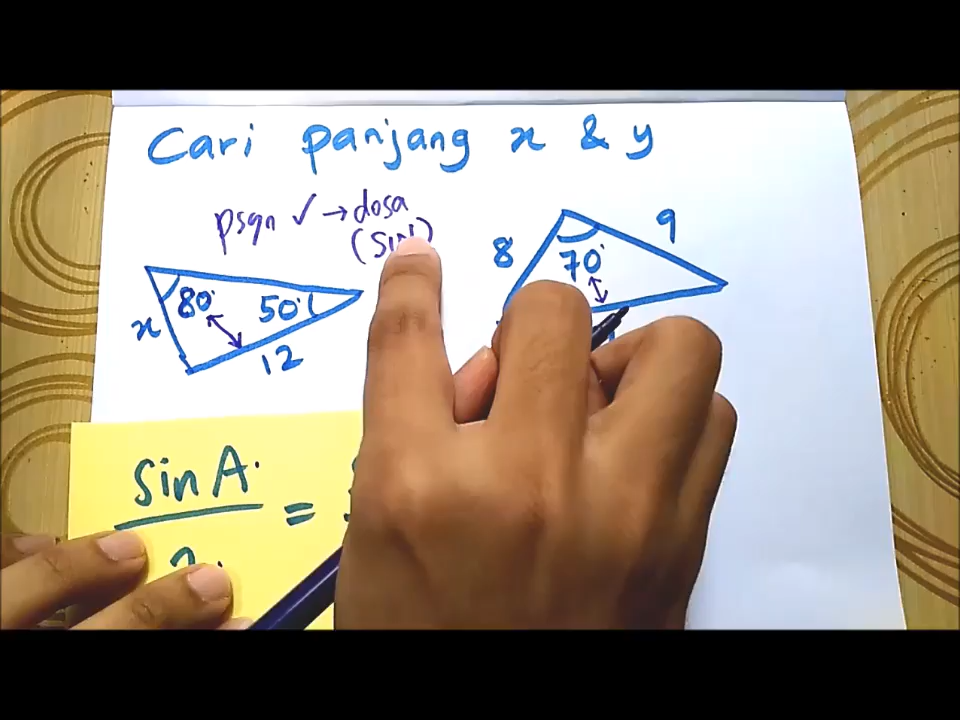 Cari panjang x & y
psgn ✓ → dosa
(SIN)
80° 50°
x
12
8
9
70°
sin A
=